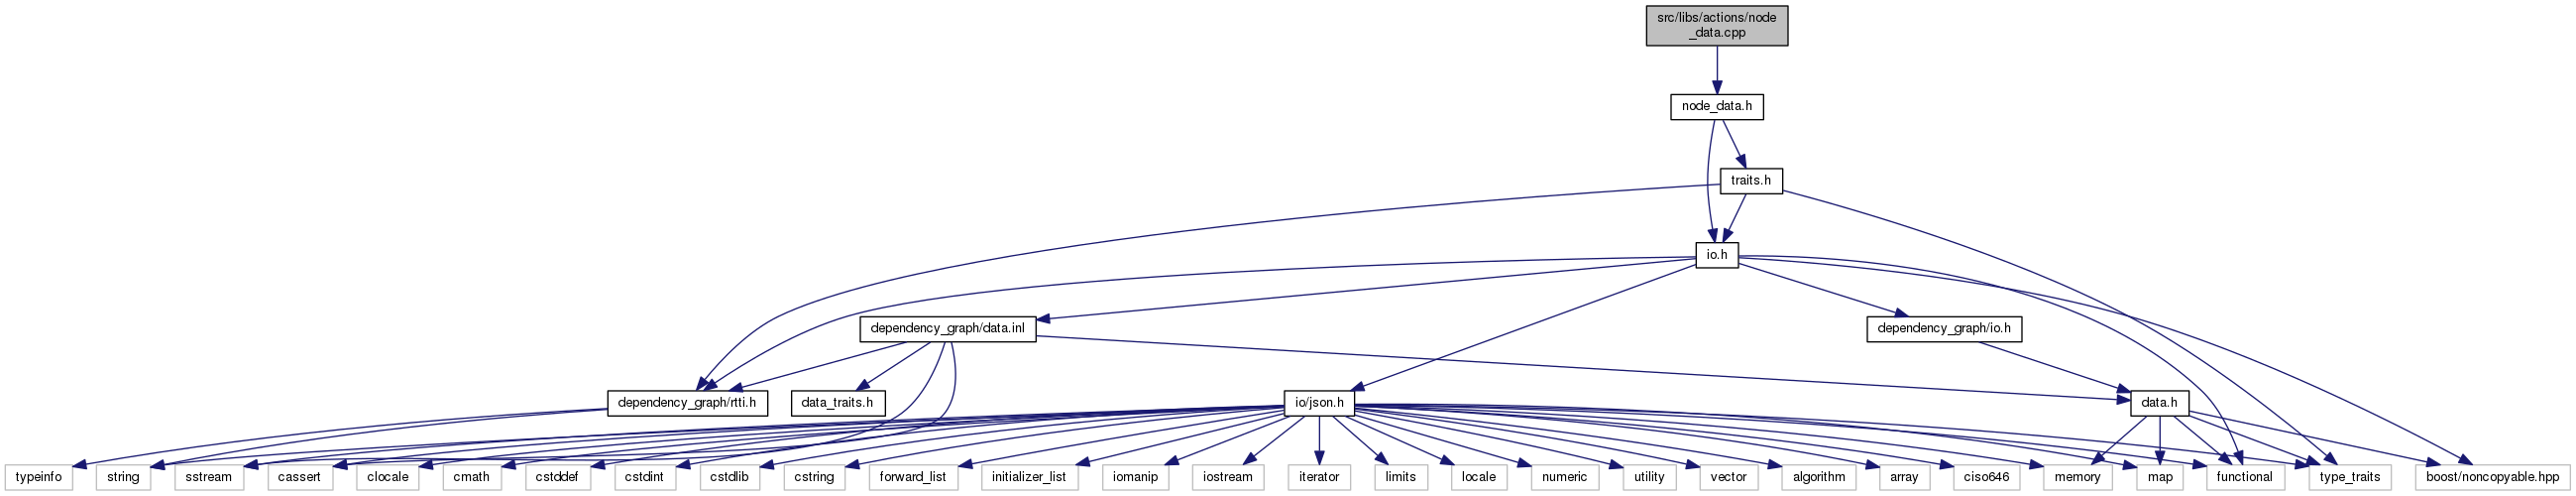 src/libs/actions/node
_data.cpp
node_data.h
traits.h
io.h
dependency_graph/data.inl
dependency_graph/io.h
dependency_graph/rtti.h
data_traits.h
io/json.h
data.h
typeinfo
string
sstream
cassert
clocale
cmath
cstddef
cstdint
cstdlib
cstring
forward_list
initializer_list
iomanip
iostream
iterator
limits
locale
numeric
utility
vector
algorithm
array
ciso646
memory
map
functional
type_traits
boost/noncopyable.hpp